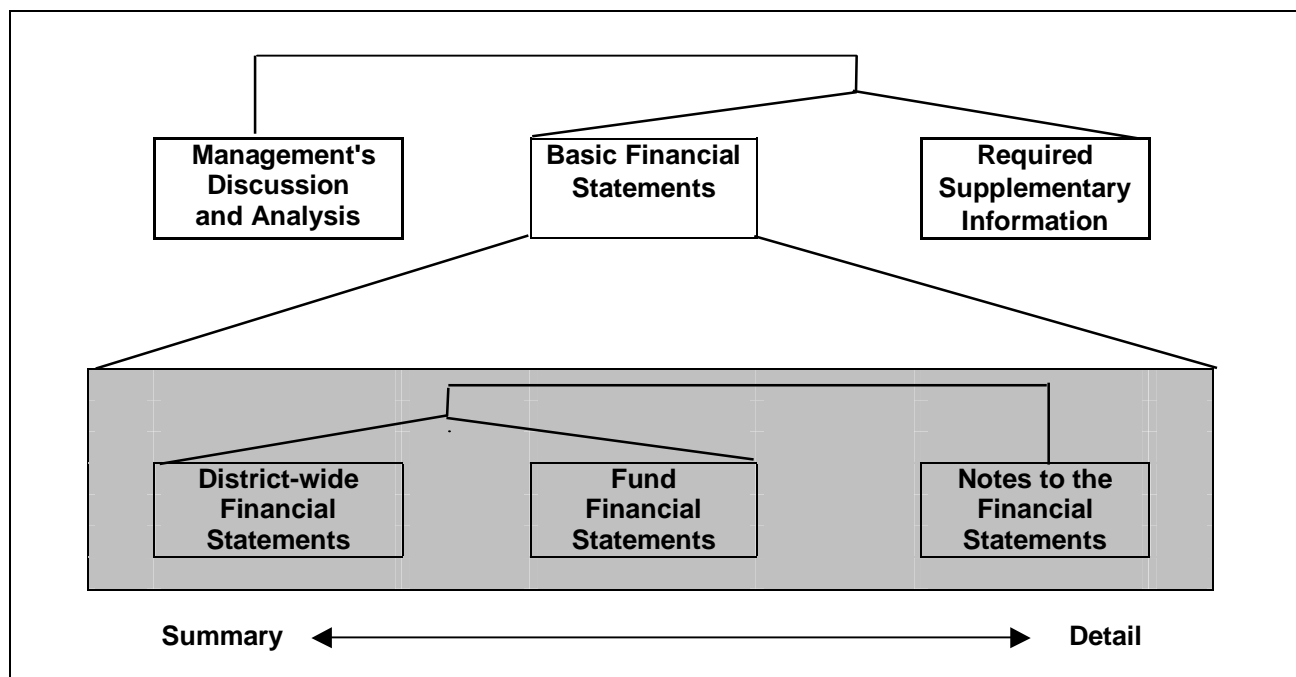 Management's
Discussion
and Analysis
Basic Financial
Statements
Required
Supplementary
Information
District-wide
Financial
Statements
Fund
Financial
Statements
Notes to the
Financial
Statements
Summary
Detail